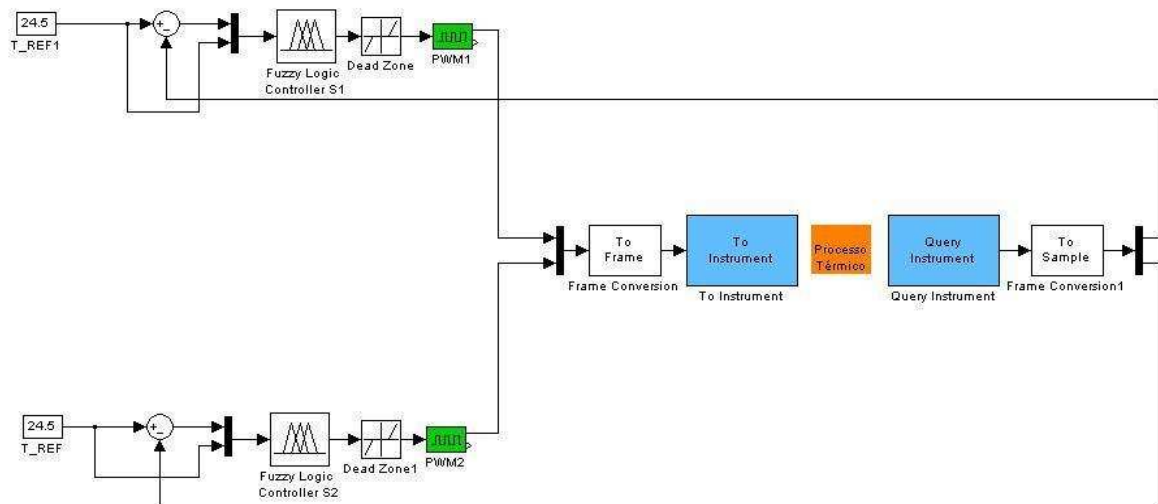 24.5
T_REF1
+
-
Fuzzy Logic
Controller S1
Dead Zone
PWM1
To
Frame
Frame Conversion
To
Instrument
To Instrument
Processo
Térmico
Query
Instrument
Query Instrument
To
Sample
Frame Conversion1
24.5
T_REF
+
-
Fuzzy Logic
Controller S2
Dead Zone1
PWM2